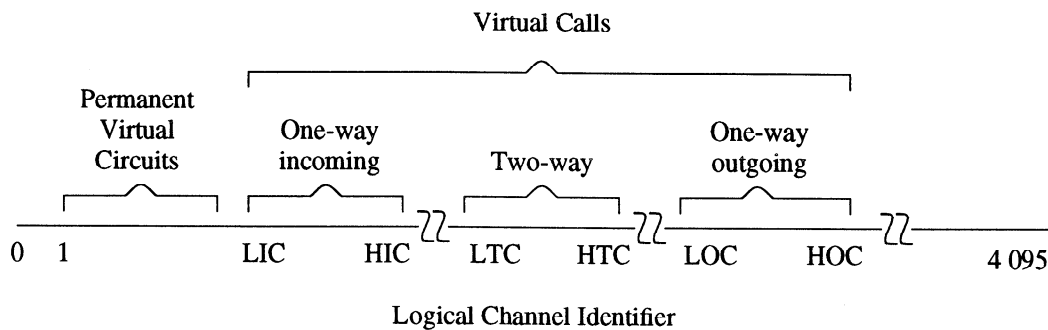 Virtual Calls
Permanent
Virtual
Circuits
One-way
incoming
Two-way
One-way
outgoing
0 1 LIC HIC LTC HTC LOC HOC 4 095
Logical Channel Identifier